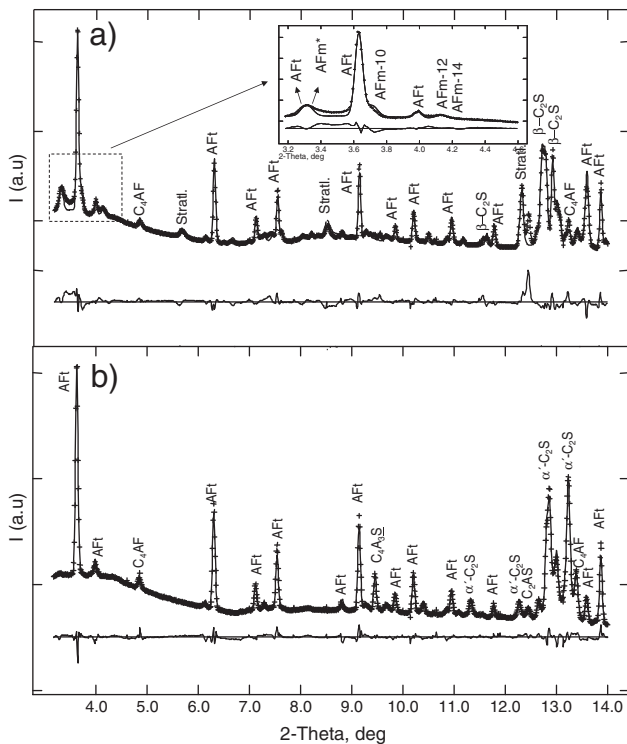 a)
AFt
AFm*
AFt
AFm-10
AFt
AFm-12
AFm-14
3.2 3.4 3.6 3.8 4.0 4.2 4.4 4.6
2-Theta, deg
I (a.u)
C₄AF
Stratl.
AFt
AFt
AFt
Stratl.
AFt
AFt
AFt
AFt
β–C₂S
AFt
Stratl.
β–C₂S
β–C₂S
C₄AF
AFt
AFt
b)
I (a.u)
AFt
AFt
C₄AF
AFt
AFt
AFt
AFt
AFt
C₄A₃S
AFt
AFt
AFt
α´-C₂S
AFt
α´-C₂S
C₂AS
α´-C₂S
α´-C₂S
C₄AF
AFt
AFt
4.0 5.0 6.0 7.0 8.0 9.0 10.0 11.0 12.0 13.0 14.0
2-Theta, deg